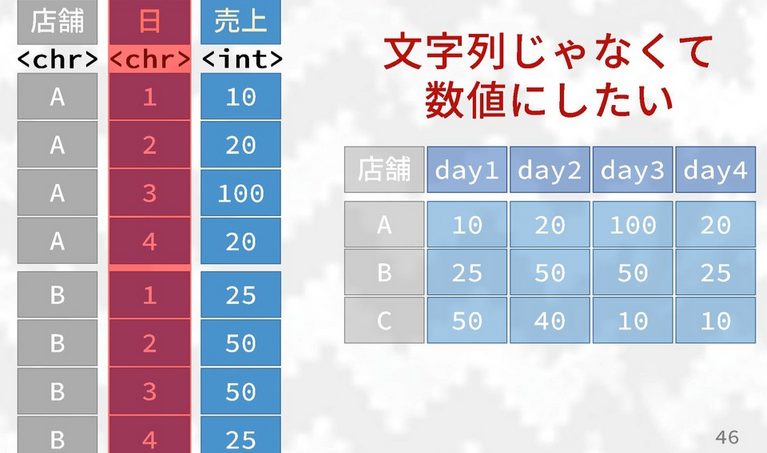 店舗 日 売上
<chr> <chr> <int>
A 1 10
A 2 20
A 3 100
A 4 20
B 1 25
B 2 50
B 3 50
B 4 25
文字列じゃなくて
数値にしたい
店舗 day1 day2 day3 day4
A 10 20 100 20
B 25 50 50 25
C 50 40 10 10
46